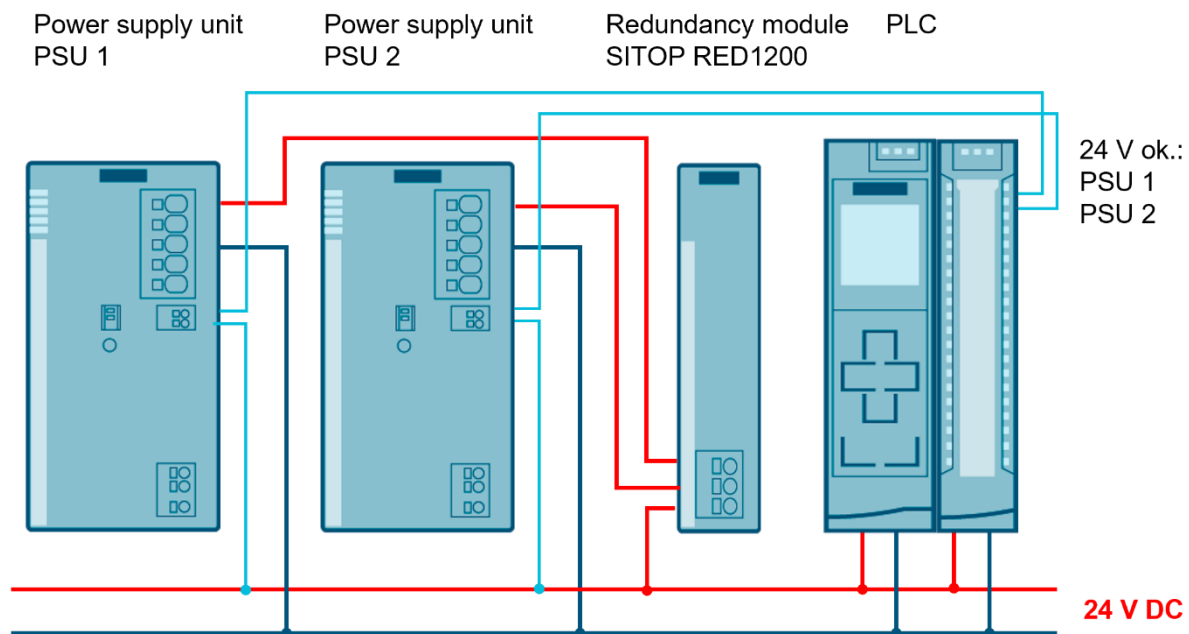 Power supply unit
PSU 1
Power supply unit
PSU 2
Redundancy module
SITOP RED1200
PLC
24 V ok.:
PSU 1
PSU 2
24 V DC